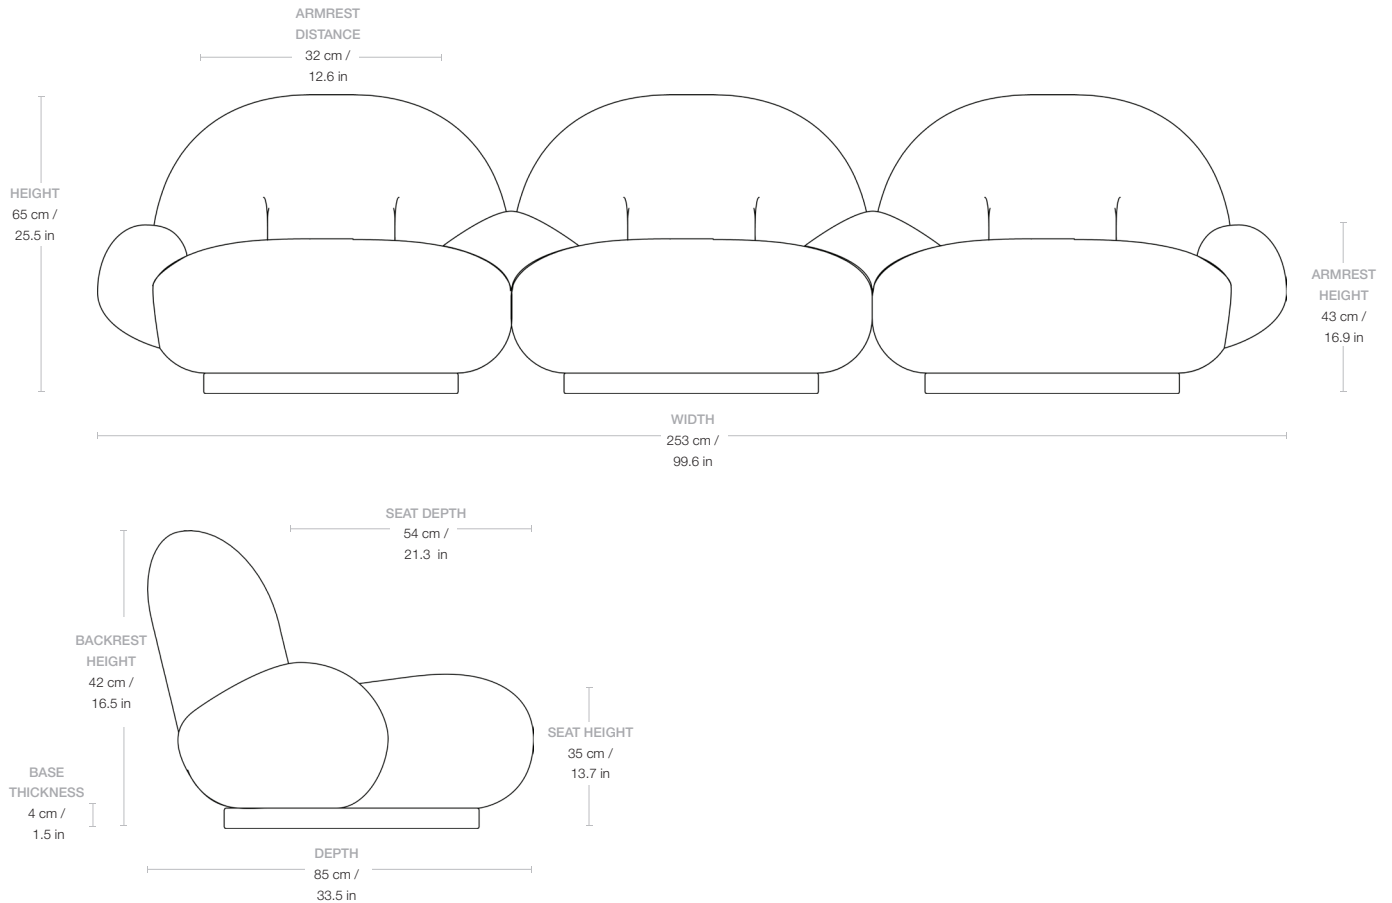 ARMREST
DISTANCE
32 cm /
12.6 in
HEIGHT
65 cm /
25.5 in
ARMREST
HEIGHT
43 cm /
16.9 in
WIDTH
253 cm /
99.6 in
SEAT DEPTH
54 cm /
21.3 in
BACKREST
HEIGHT
42 cm /
16.5 in
SEAT HEIGHT
35 cm /
13.7 in
BASE
THICKNESS
4 cm /
1.5 in
DEPTH
85 cm /
33.5 in